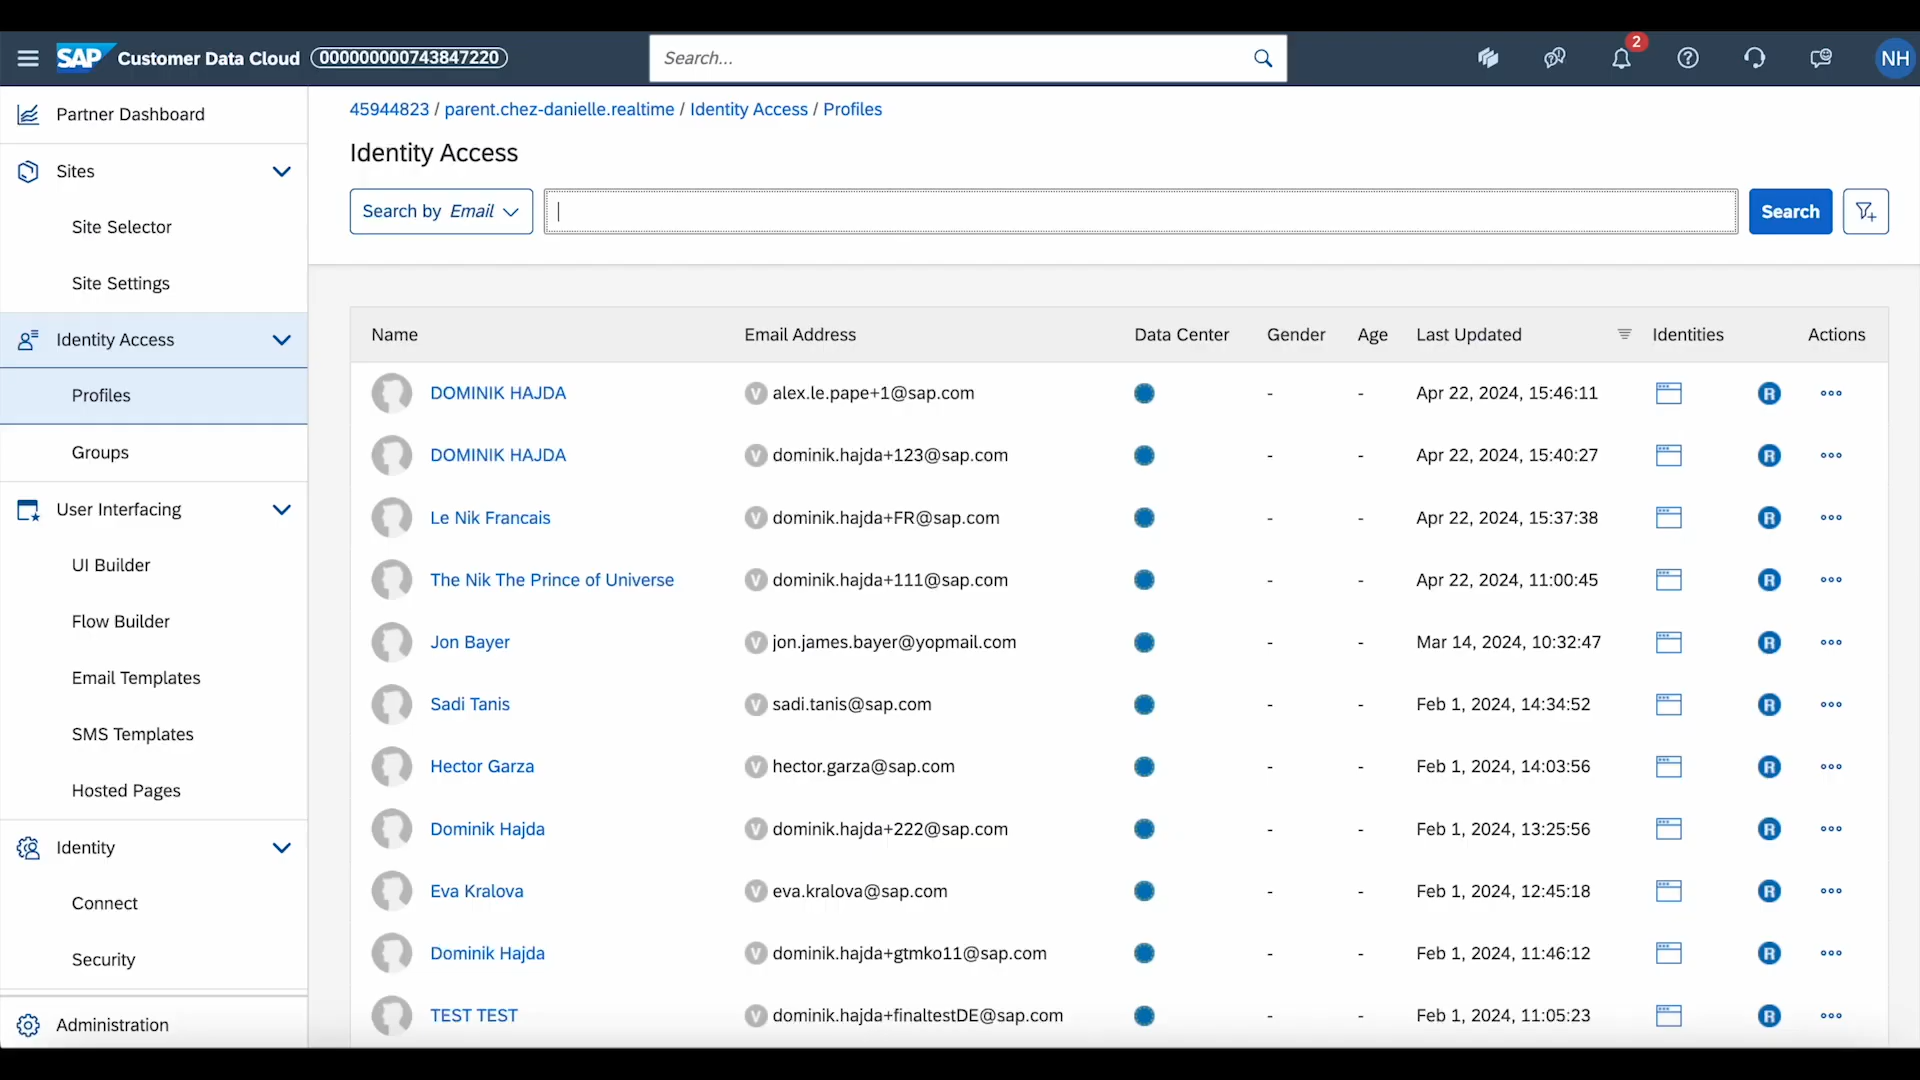 SAP Customer Data Cloud 000000000743847220 Search... 2 NH
Partner Dashboard
Sites
Site Selector
Site Settings
Identity Access
Profiles
Groups
User Interfacing
UI Builder
Flow Builder
Email Templates
SMS Templates
Hosted Pages
Identity
Connect
Security
Administration
45944823 / parent.chez-danielle.realtime / Identity Access / Profiles
Identity Access
Search by Email Search
Name Email Address Data Center Gender Age Last Updated Identities Actions
DOMINIK HAJDA V alex.le.pape+1@sap.com - - Apr 22, 2024, 15:46:11 R
DOMINIK HAJDA V dominik.hajda+123@sap.com - - Apr 22, 2024, 15:40:27 R
Le Nik Francais V dominik.hajda+FR@sap.com - - Apr 22, 2024, 15:37:38 R
The Nik The Prince of Universe V dominik.hajda+111@sap.com - - Apr 22, 2024, 11:00:45 R
Jon Bayer V jon.james.bayer@yopmail.com - - Mar 14, 2024, 10:32:47 R
Sadi Tanis V sadi.tanis@sap.com - - Feb 1, 2024, 14:34:52 R
Hector Garza V hector.garza@sap.com - - Feb 1, 2024, 14:03:56 R
Dominik Hajda V dominik.hajda+222@sap.com - - Feb 1, 2024, 13:25:56 R
Eva Kralova V eva.kralova@sap.com - - Feb 1, 2024, 12:45:18 R
Dominik Hajda V dominik.hajda+gtmko11@sap.com - - Feb 1, 2024, 11:46:12 R
TEST TEST V dominik.hajda+finaltestDE@sap.com - - Feb 1, 2024, 11:05:23 R